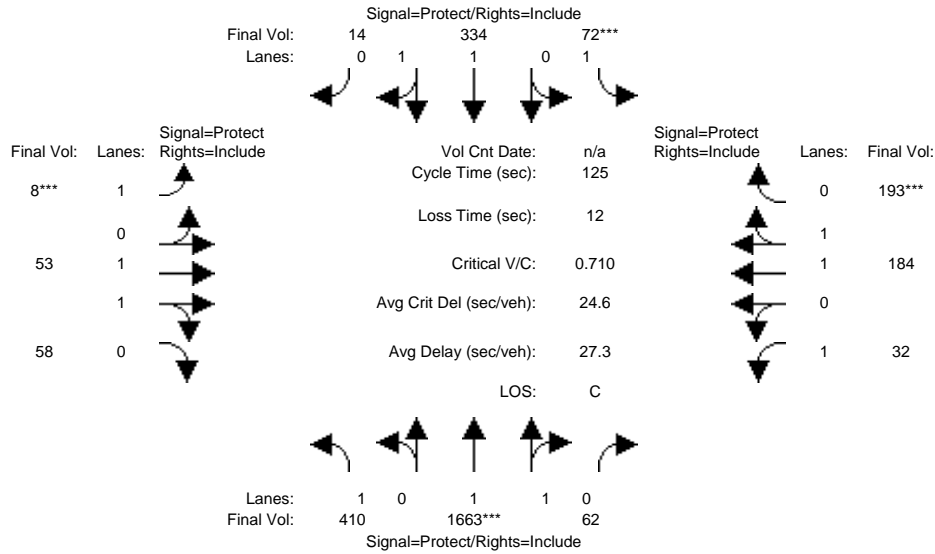 Signal=Protect/Rights=Include
Final Vol: 14 334 72***
Lanes: 0 1 1 0 1
Signal=Protect
Final Vol: Lanes: Rights=Include
Vol Cnt Date: n/a
Signal=Protect
Rights=Include Lanes: Final Vol:
Cycle Time (sec): 125
8*** 1
0 193***
Loss Time (sec): 12
0
1
53 1
Critical V/C: 0.710
1 184
1
Avg Crit Del (sec/veh): 24.6
0
58 0
Avg Delay (sec/veh): 27.3
1 32
LOS: C
Lanes: 1 0 1 1 0
Final Vol: 410 1663*** 62
Signal=Protect/Rights=Include